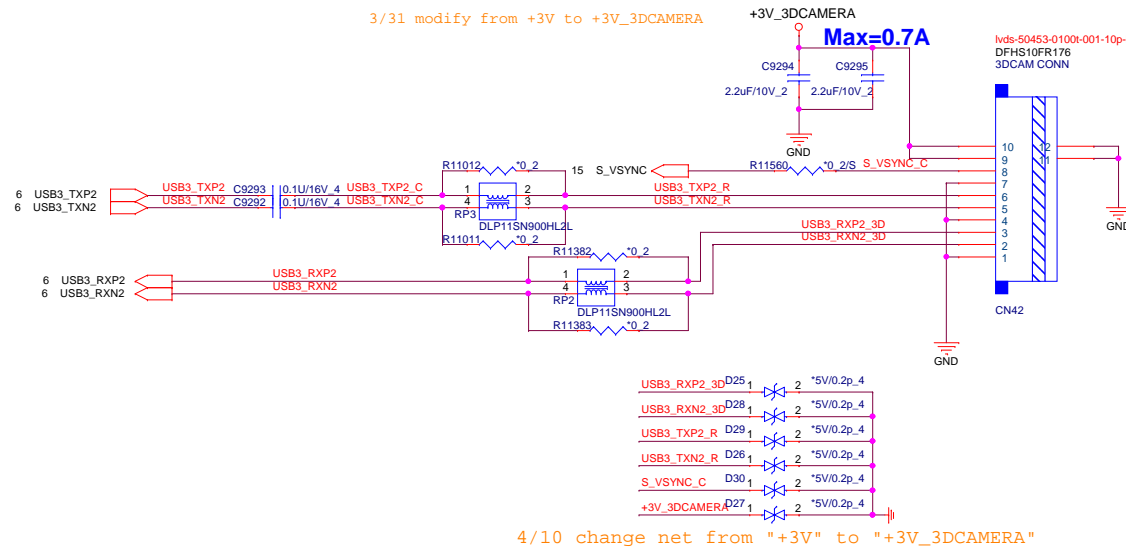 3/31 modify from +3V to +3V_3DCAMERA
+3V_3DCAMERA
Max=0.7A
lvds-50453-0100t-001-10p-
DFHS10FR176
3DCAM CONN
C9294
C9295
2.2uF/10V_2
2.2uF/10V_2
GND
R11012
*0_2
15
S_VSYNC
R11560
*0_2/S
S_VSYNC_C
10
9
8
7
6
5
4
3
2
1
12
11
GND
6
USB3_TXP2
USB3_TXP2
C9293
0.1U/16V_4
USB3_TXP2_C
1
2
USB3_TXP2_R
6
USB3_TXN2
USB3_TXN2
C9292
0.1U/16V_4
USB3_TXN2_C
4
3
USB3_TXN2_R
RP3
DLP11SN900HL2L
R11011
*0_2
USB3_RXP2_3D
USB3_RXN2_3D
R11382
*0_2
6
USB3_RXP2
USB3_RXP2
1
2
6
USB3_RXN2
USB3_RXN2
4
3
RP2
DLP11SN900HL2L
R11383
*0_2
CN42
GND
USB3_RXP2_3D
D25
1
2
*5V/0.2p_4
USB3_RXN2_3D
D28
1
2
*5V/0.2p_4
USB3_TXP2_R
D29
1
2
*5V/0.2p_4
USB3_TXN2_R
D26
1
2
*5V/0.2p_4
S_VSYNC_C
D30
1
2
*5V/0.2p_4
+3V_3DCAMERA
D27
1
2
*5V/0.2p_4
4/10 change net from "+3V" to "+3V_3DCAMERA"